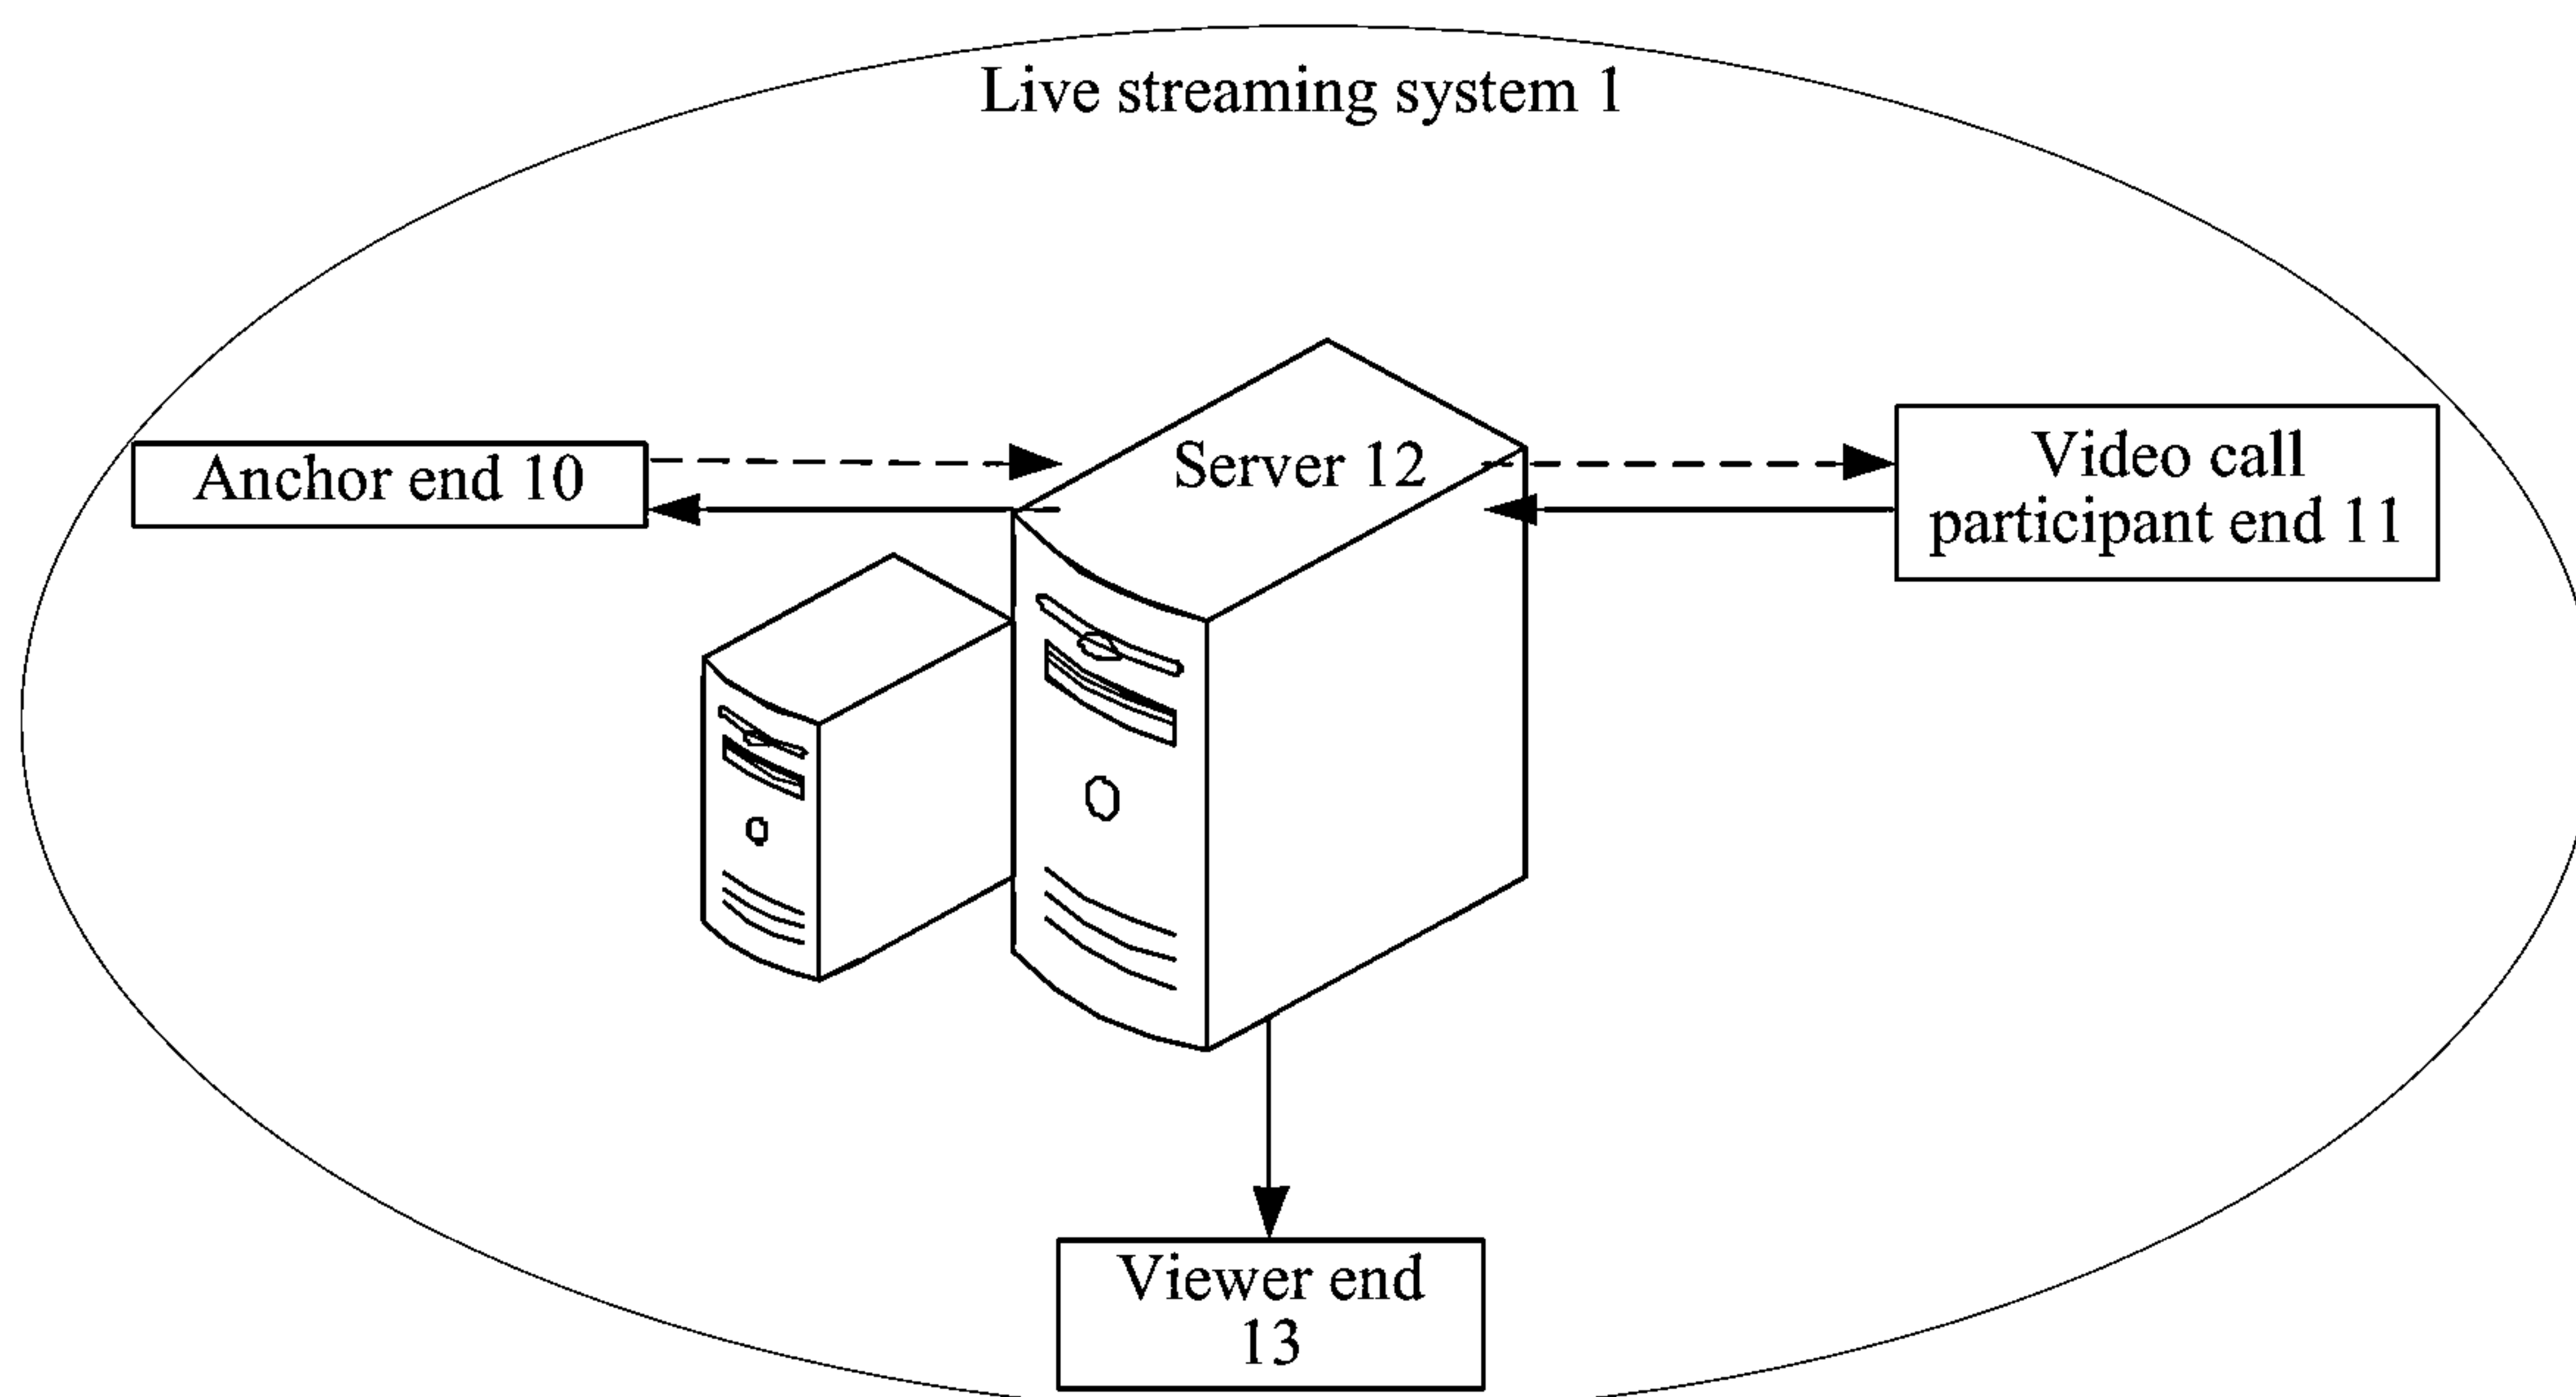 Live streaming system 1
Anchor end 10
Server 12
Video call
participant end 11
Viewer end
13